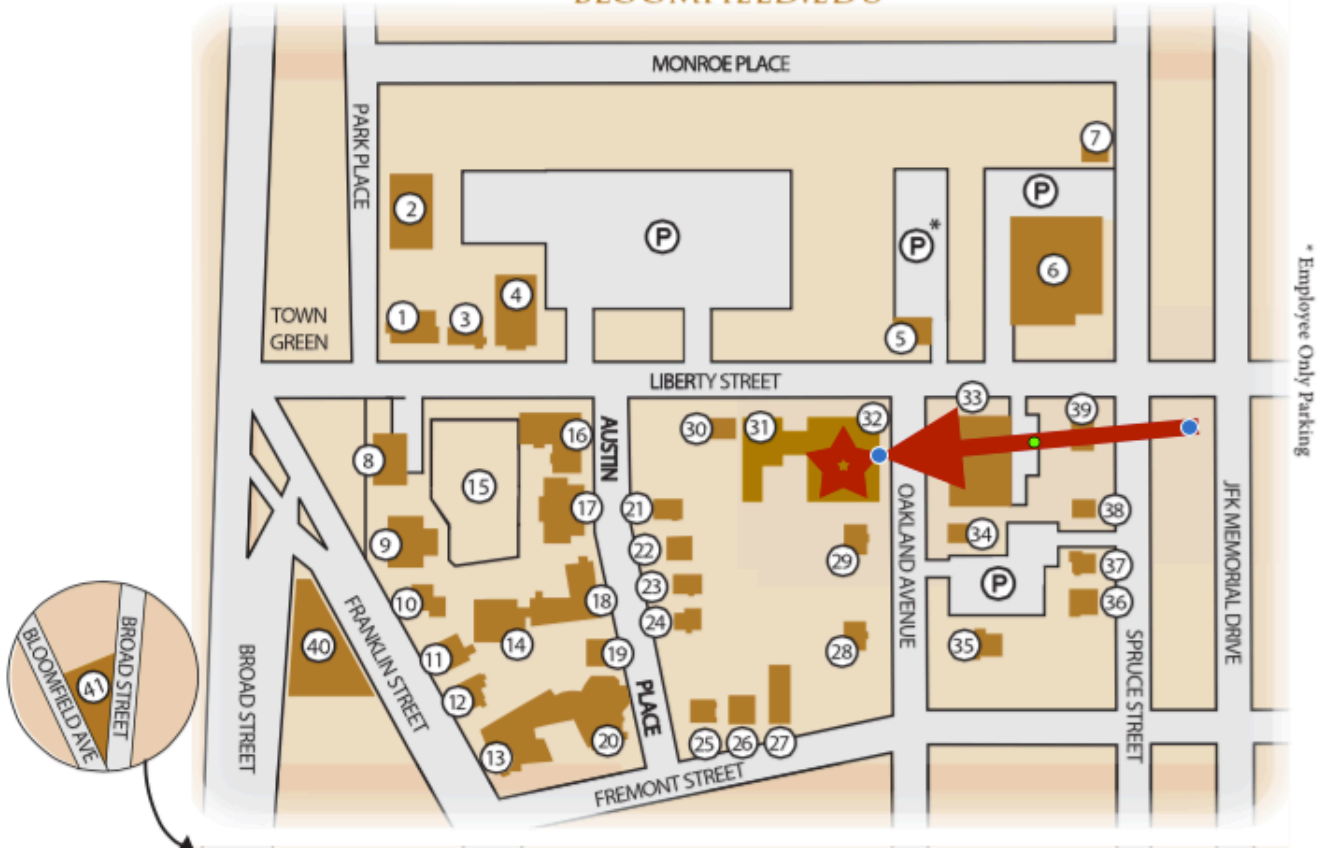 BLOOMFIELD.EDU
MONROE PLACE
PARK PLACE
7
2
P
P
*
P
6
* Employee Only Parking
1
3
4
5
TOWN
GREEN
LIBERTY STREET
33
39
30
31
32
16
AUSTIN
8
15
17
21
38
9
22
34
29
OAKLAND AVENUE
JFK MEMORIAL DRIVE
37
23
P
10
18
36
24
FRANKLIN STREET
14
11
19
28
35
40
BROAD STREET
BLOOMFIELD AVE
BROAD STREET
41
12
PLACE
SPRUCE STREET
13
20
25
26
27
FREMONT STREET